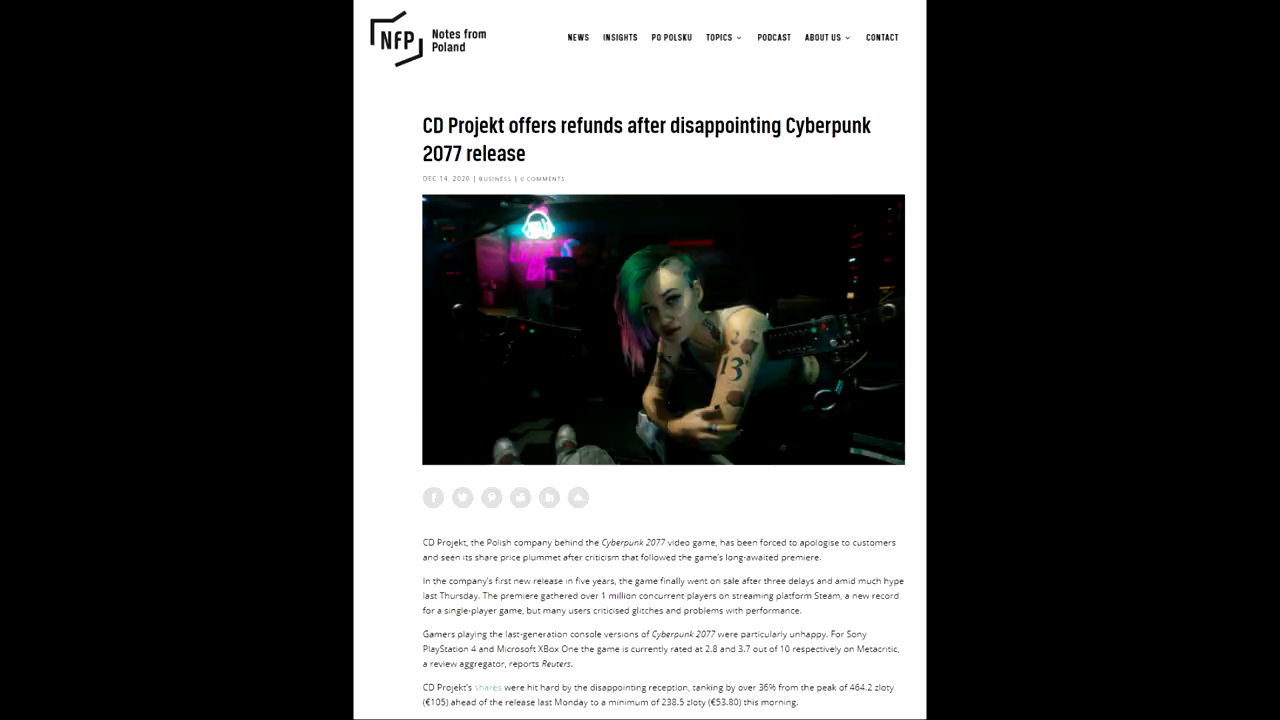 NFP
Notes from
Poland
NEWS INSIGHTS PO POLSKU TOPICS PODCAST ABOUT US CONTACT
CD Projekt offers refunds after disappointing Cyberpunk
2077 release
DEC 14, 2020 | BUSINESS | 0 COMMENTS
13
CD Projekt, the Polish company behind the Cyberpunk 2077 video game, has been forced to apologise to customers
and seen its share price plummet after criticism that followed the game's long-awaited premiere.
In the company's first new release in five years, the game finally went on sale after three delays and amid much hype
last Thursday. The premiere gathered over 1 million concurrent players on streaming platform Steam, a new record
for a single-player game, but many users criticised glitches and problems with performance.
Gamers playing the last-generation console versions of Cyberpunk 2077 were particularly unhappy. For Sony
PlayStation 4 and Microsoft XBox One the game is currently rated at 2.8 and 3.7 out of 10 respectively on Metacritic,
a review aggregator, reports Reuters.
CD Projekt's shares were hit hard by the disappointing reception, tanking by over 36% from the peak of 464.2 zloty
(€105) ahead of the release last Monday to a minimum of 238.5 zloty (€53.80) this morning.